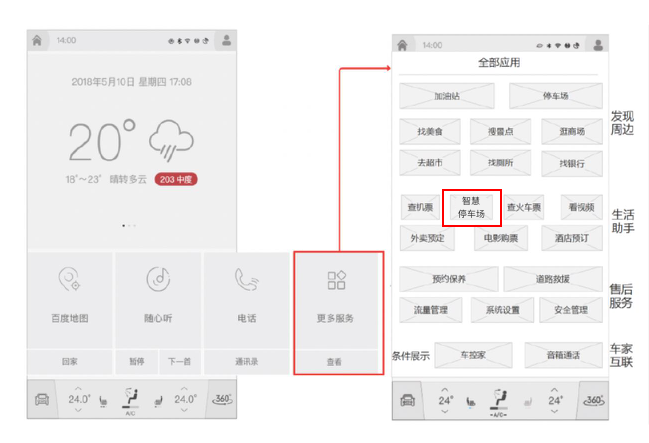 14:00
2018年5月10日 星期四 17:06
20°
18°～23° 晴转多云 203 中度
百度地图
随心听
电话
更多服务
回家
暂停
下一首
通讯录
查看
24.0°
A/C
24.0°
360°
14:00
全部应用
加油站
停车场
找美食
搜景点
逛商场
去超市
找厕所
找银行
发现
周边
查机票
智慧
停车场
查火车票
看视频
外卖预定
电影购票
酒店预订
生活
助手
预约保养
道路救援
流量管理
系统设置
安全管理
售后
服务
条件展示
车控家
音箱通话
车家
互联
24°
-A/C-
24°
360°